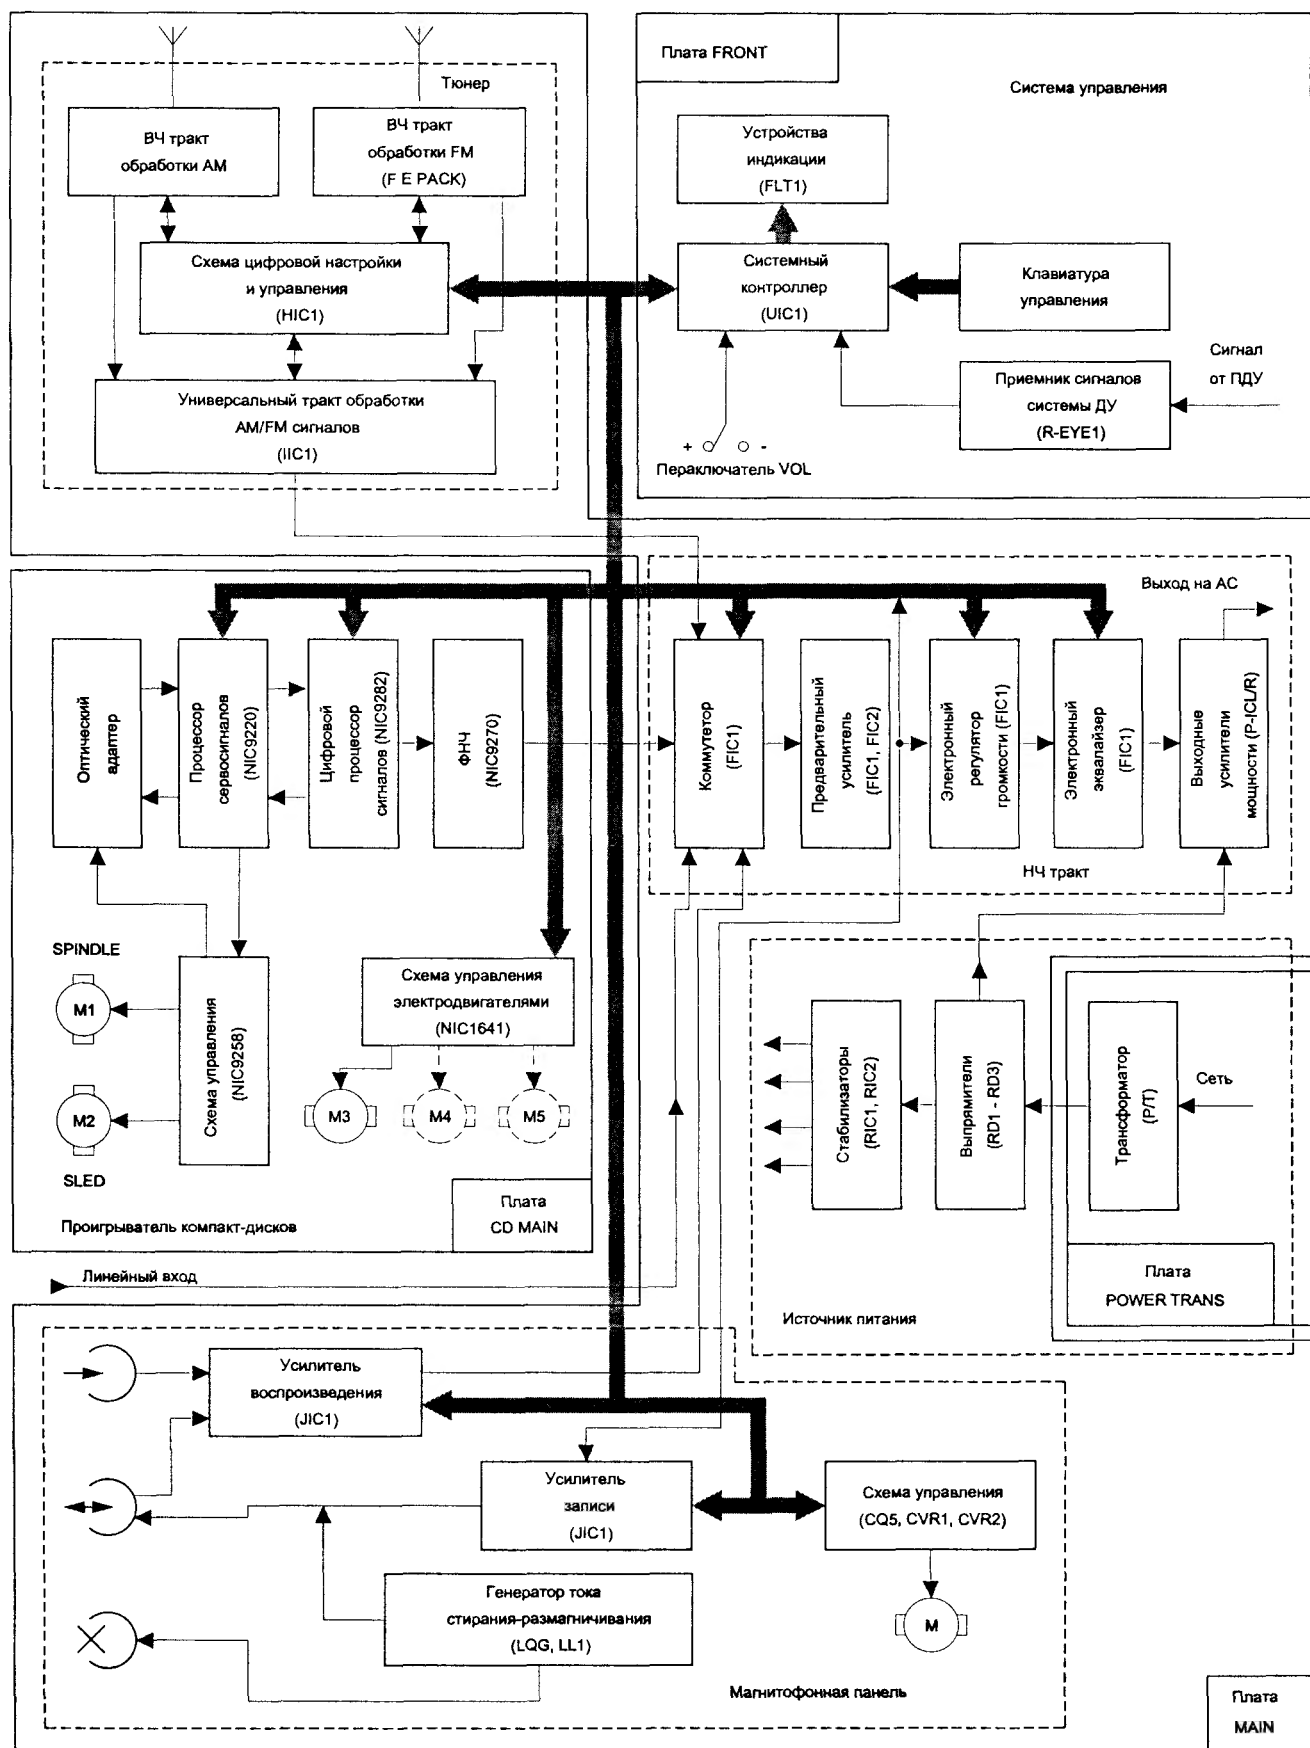 Тюнер
ВЧ тракт
обработки AM
ВЧ тракт
обработки FM
(F E PACK)
Схема цифровой настройки
и управления
(HIC1)
Универсальный тракт обработки
AM/FM сигналов
(IIC1)
Плата FRONT
Система управления
Устройства
индикации
(FLT1)
Системный
контроллер
(UIC1)
Клавиатура
управления
Приемник сигналов
системы ДУ
(R-EYE1)
Сигнал
от ПДУ
+
-
Пераключатель VOL
Оптический
адаптер
Процессор
сервосигналов
(NIC9220)
Цифровой
процессор
сигналов (NIC9282)
ФНЧ
(NIC9270)
SPINDLE
M1
M2
SLED
Схема управления
(NIC9258)
Схема управления
электродвигателями
(NIC1641)
M3
M4
M5
Проигрыватель компакт-дисков
Плата
CD MAIN
Выход на АС
Коммутетор
(FIC1)
Предварительный
усилитель
(FIC1, FIC2)
Электронный
регулятор
громкости (FIC1)
Электронный
эквалайзер
(FIC1)
Выходные
усилители
мощности (P-ICL/R)
НЧ тракт
Стабилизаторы
(RIC1, RIC2)
Выпрямители
(RD1 - RD3)
Трансформатор
(P/T)
Сеть
Источник питания
Плата
POWER TRANS
Линейный вход
Усилитель
воспроизведения
(JIC1)
Усилитель
записи
(JIC1)
Схема управления
(CQ5, CVR1, CVR2)
M
Генератор тока
стирания-размагничивания
(LQG, LL1)
Магнитофонная панель
Плата
MAIN